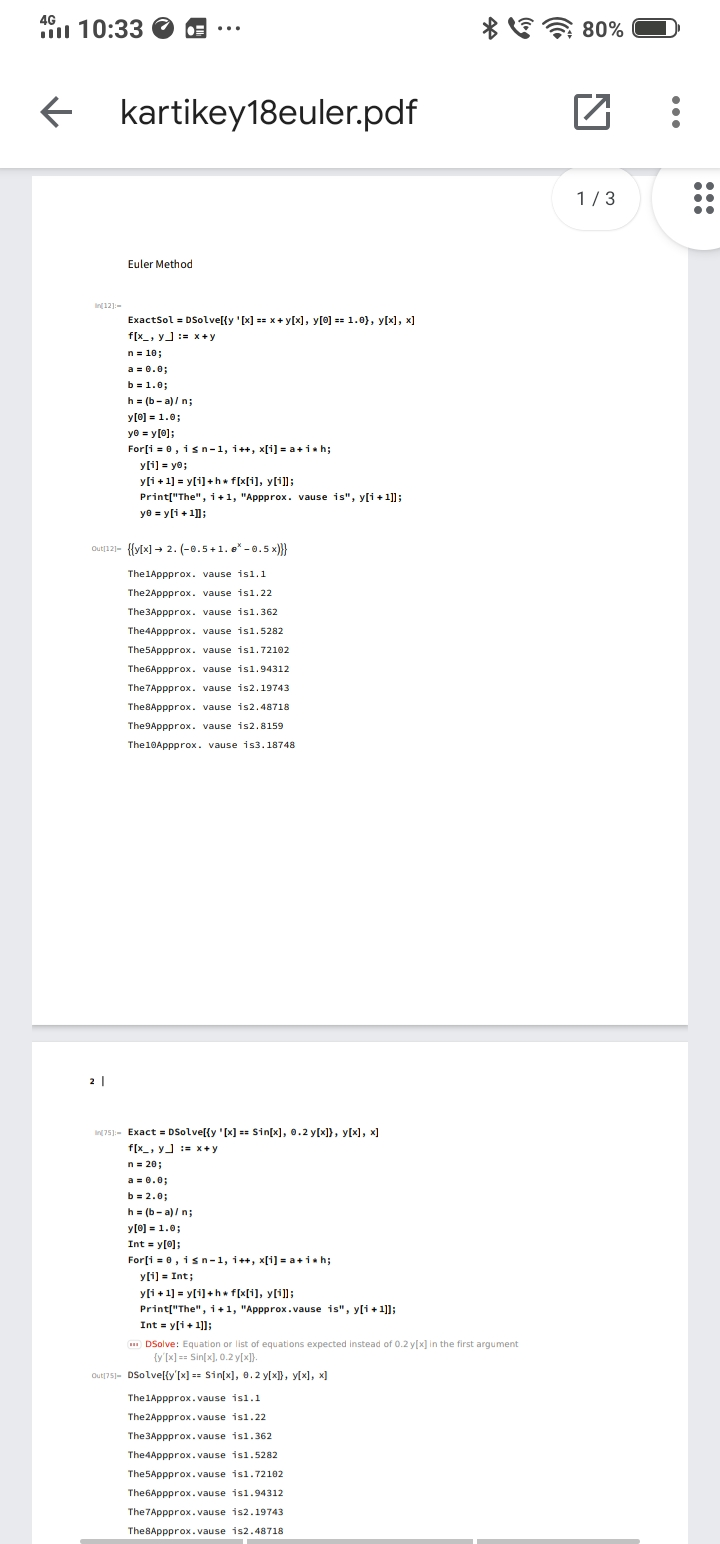 4G 10:33 ... 80%
kartikey18euler.pdf
1 / 3
Euler Method
In[12]:=
ExactSol = DSolve[{y '[x] == x + y[x], y[0] == 1.0}, y[x], x]
f[x_, y_] := x + y
n = 10;
a = 0.0;
b = 1.0;
h = (b - a) / n;
y[0] = 1.0;
y0 = y[0];
For[i = 0 , i ≤ n - 1, i++, x[i] = a + i * h;
y[i] = y0;
y[i + 1] = y[i] + h * f[x[i], y[i]];
Print["The", i + 1, "Appprox. vause is", y[i + 1]];
y0 = y[i + 1]];
Out[12]= {{y[x] → 2. (-0.5 + 1. ⅇ^x - 0.5 x)}}
The1Appprox. vause is1.1
The2Appprox. vause is1.22
The3Appprox. vause is1.362
The4Appprox. vause is1.5282
The5Appprox. vause is1.72102
The6Appprox. vause is1.94312
The7Appprox. vause is2.19743
The8Appprox. vause is2.48718
The9Appprox. vause is2.8159
The10Appprox. vause is3.18748
2 |
In[75]:= Exact = DSolve[{y '[x] == Sin[x], 0.2 y[x]}, y[x], x]
f[x_, y_] := x + y
n = 20;
a = 0.0;
b = 2.0;
h = (b - a) / n;
y[0] = 1.0;
Int = y[0];
For[i = 0 , i ≤ n - 1, i++, x[i] = a + i * h;
y[i] = Int;
y[i + 1] = y[i] + h * f[x[i], y[i]];
Print["The", i + 1, "Appprox.vause is", y[i + 1]];
Int = y[i + 1]];
... DSolve: Equation or list of equations expected instead of 0.2 y[x] in the first argument
{y′[x] == Sin[x], 0.2 y[x]}.
Out[75]= DSolve[{y′[x] == Sin[x], 0.2 y[x]}, y[x], x]
The1Appprox.vause is1.1
The2Appprox.vause is1.22
The3Appprox.vause is1.362
The4Appprox.vause is1.5282
The5Appprox.vause is1.72102
The6Appprox.vause is1.94312
The7Appprox.vause is2.19743
The8Appprox.vause is2.48718